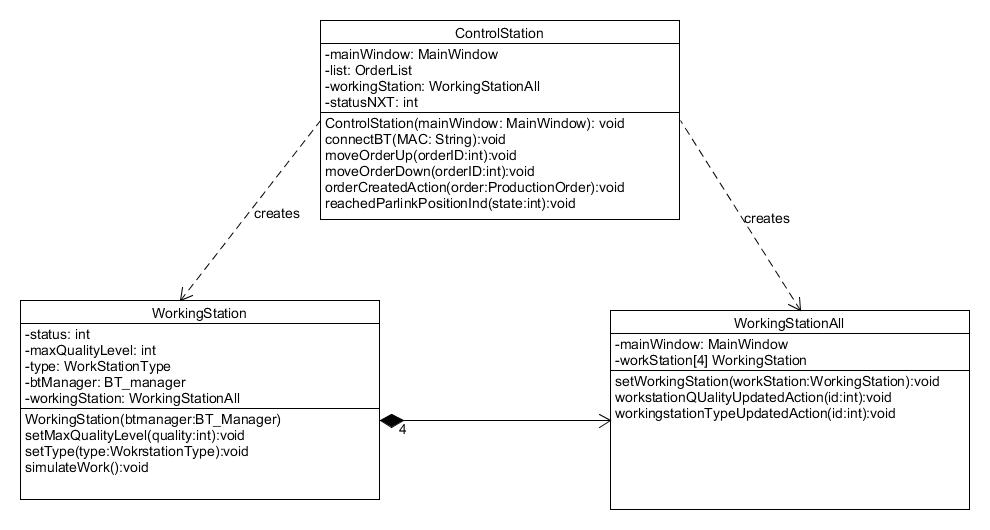 ControlStation
-mainWindow: MainWindow
-list: OrderList
-workingStation: WorkingStationAll
-statusNXT: int
ControlStation(mainWindow: MainWindow): void
connectBT(MAC: String):void
moveOrderUp(orderID:int):void
moveOrderDown(orderID:int):void
orderCreatedAction(order:ProductionOrder):void
reachedParlinkPositionInd(state:int):void
creates
creates
WorkingStation
-status: int
-maxQualityLevel: int
-type: WorkStationType
-btManager: BT_manager
-workingStation: WorkingStationAll
WorkingStation(btmanager:BT_Manager)
setMaxQualityLevel(quality:int):void
setType(type:WokrstationType):void
simulateWork():void
4
WorkingStationAll
-mainWindow: MainWindow
-workStation[4] WorkingStation
setWorkingStation(workStation:WorkingStation):void
workstationQUalityUpdatedAction(id:int):void
workingstationTypeUpdatedAction(id:int):void